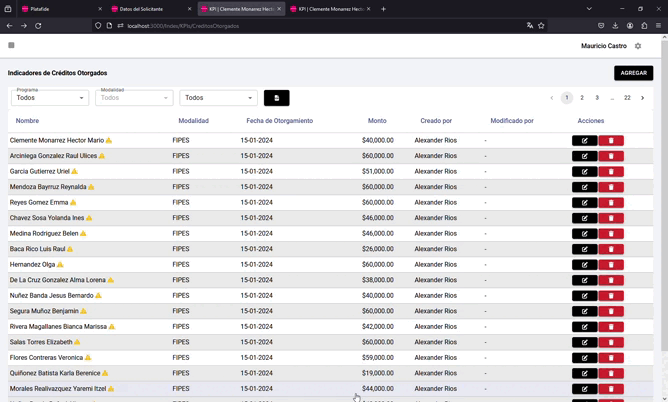 Platafide
Datos del Solicitante
KPI | Clemente Monarrez Hect
KPI | Clemente Monarrez Hector
localhost:3000/Index/KPIs/CreditosOtorgados
Mauricio Castro
Indicadores de Créditos Otorgados
AGREGAR
Programa
Todos
Modalidad
Todos
Todos
1 2 3 ... 22
Nombre Modalidad Fecha de Otorgamiento Monto Creado por Modificado por Acciones
Clemente Monarrez Hector Mario FIPES 15-01-2024 $40,000.00 Alexander Rios -
Arciniega Gonzalez Raul Ulices FIPES 15-01-2024 $60,000.00 Alexander Rios -
Garcia Gutierrez Uriel FIPES 15-01-2024 $51,000.00 Alexander Rios -
Mendoza Bayrruz Reynalda FIPES 15-01-2024 $60,000.00 Alexander Rios -
Reyes Gomez Emma FIPES 15-01-2024 $60,000.00 Alexander Rios -
Chavez Sosa Yolanda Ines FIPES 15-01-2024 $46,000.00 Alexander Rios -
Medina Rodriguez Belen FIPES 15-01-2024 $46,000.00 Alexander Rios -
Baca Rico Luis Raul FIPES 15-01-2024 $26,000.00 Alexander Rios -
Hernandez Olga FIPES 15-01-2024 $60,000.00 Alexander Rios -
De La Cruz Gonzalez Alma Lorena FIPES 15-01-2024 $38,000.00 Alexander Rios -
Nuñez Banda Jesus Bernardo FIPES 15-01-2024 $40,000.00 Alexander Rios -
Segura Muñoz Benjamin FIPES 15-01-2024 $60,000.00 Alexander Rios -
Rivera Magallanes Bianca Marissa FIPES 15-01-2024 $42,000.00 Alexander Rios -
Salas Torres Elizabeth FIPES 15-01-2024 $60,000.00 Alexander Rios -
Flores Contreras Veronica FIPES 15-01-2024 $59,000.00 Alexander Rios -
Quiñonez Batista Karla Berenice FIPES 15-01-2024 $19,000.00 Alexander Rios -
Morales Realivazquez Yaremi Itzel FIPES 15-01-2024 $44,000.00 Alexander Rios -